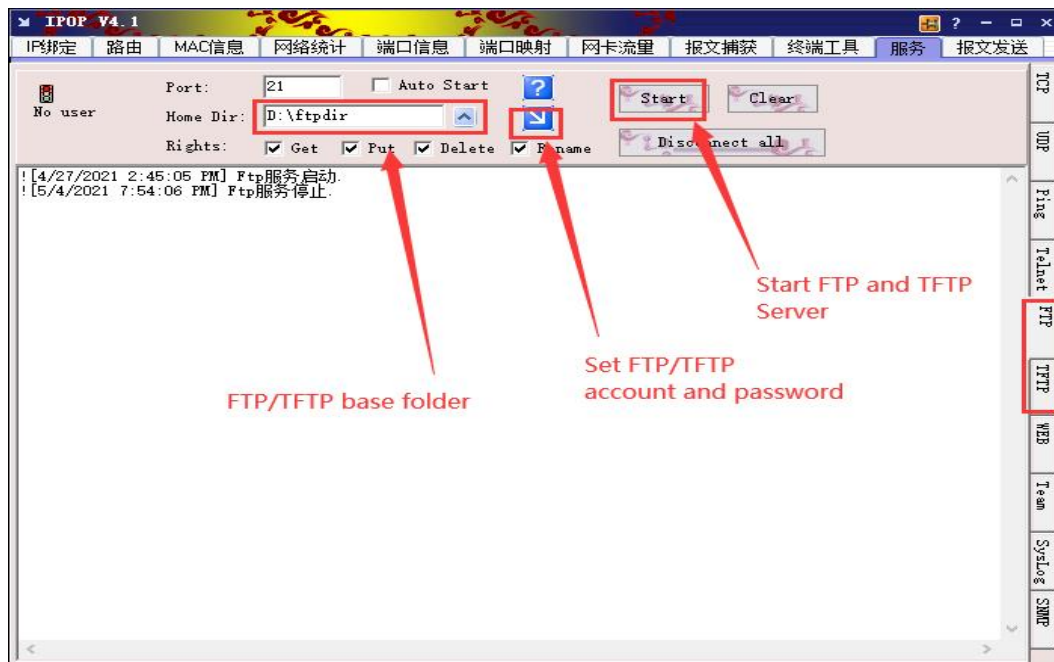 IPOP V4.1
? - □ ×
IP绑定 路由 MAC信息 网络统计 端口信息 端口映射 网卡流量 报文捕获 终端工具 服务 报文发送
No user
Port: 21 Auto Start ?
Home Dir: D:\ftpdir
Rights: Get Put Delete Rename
Start Clear
Disconnect all
![4/27/2021 2:45:05 PM] Ftp服务启动.
![5/4/2021 7:54:06 PM] Ftp服务停止.
Start FTP and TFTP
Server
Set FTP/TFTP
account and password
FTP/TFTP base folder
TCP
UDP
Ping
Telnet
FTP
TFTP
WEB
Team
SysLog
SNMP